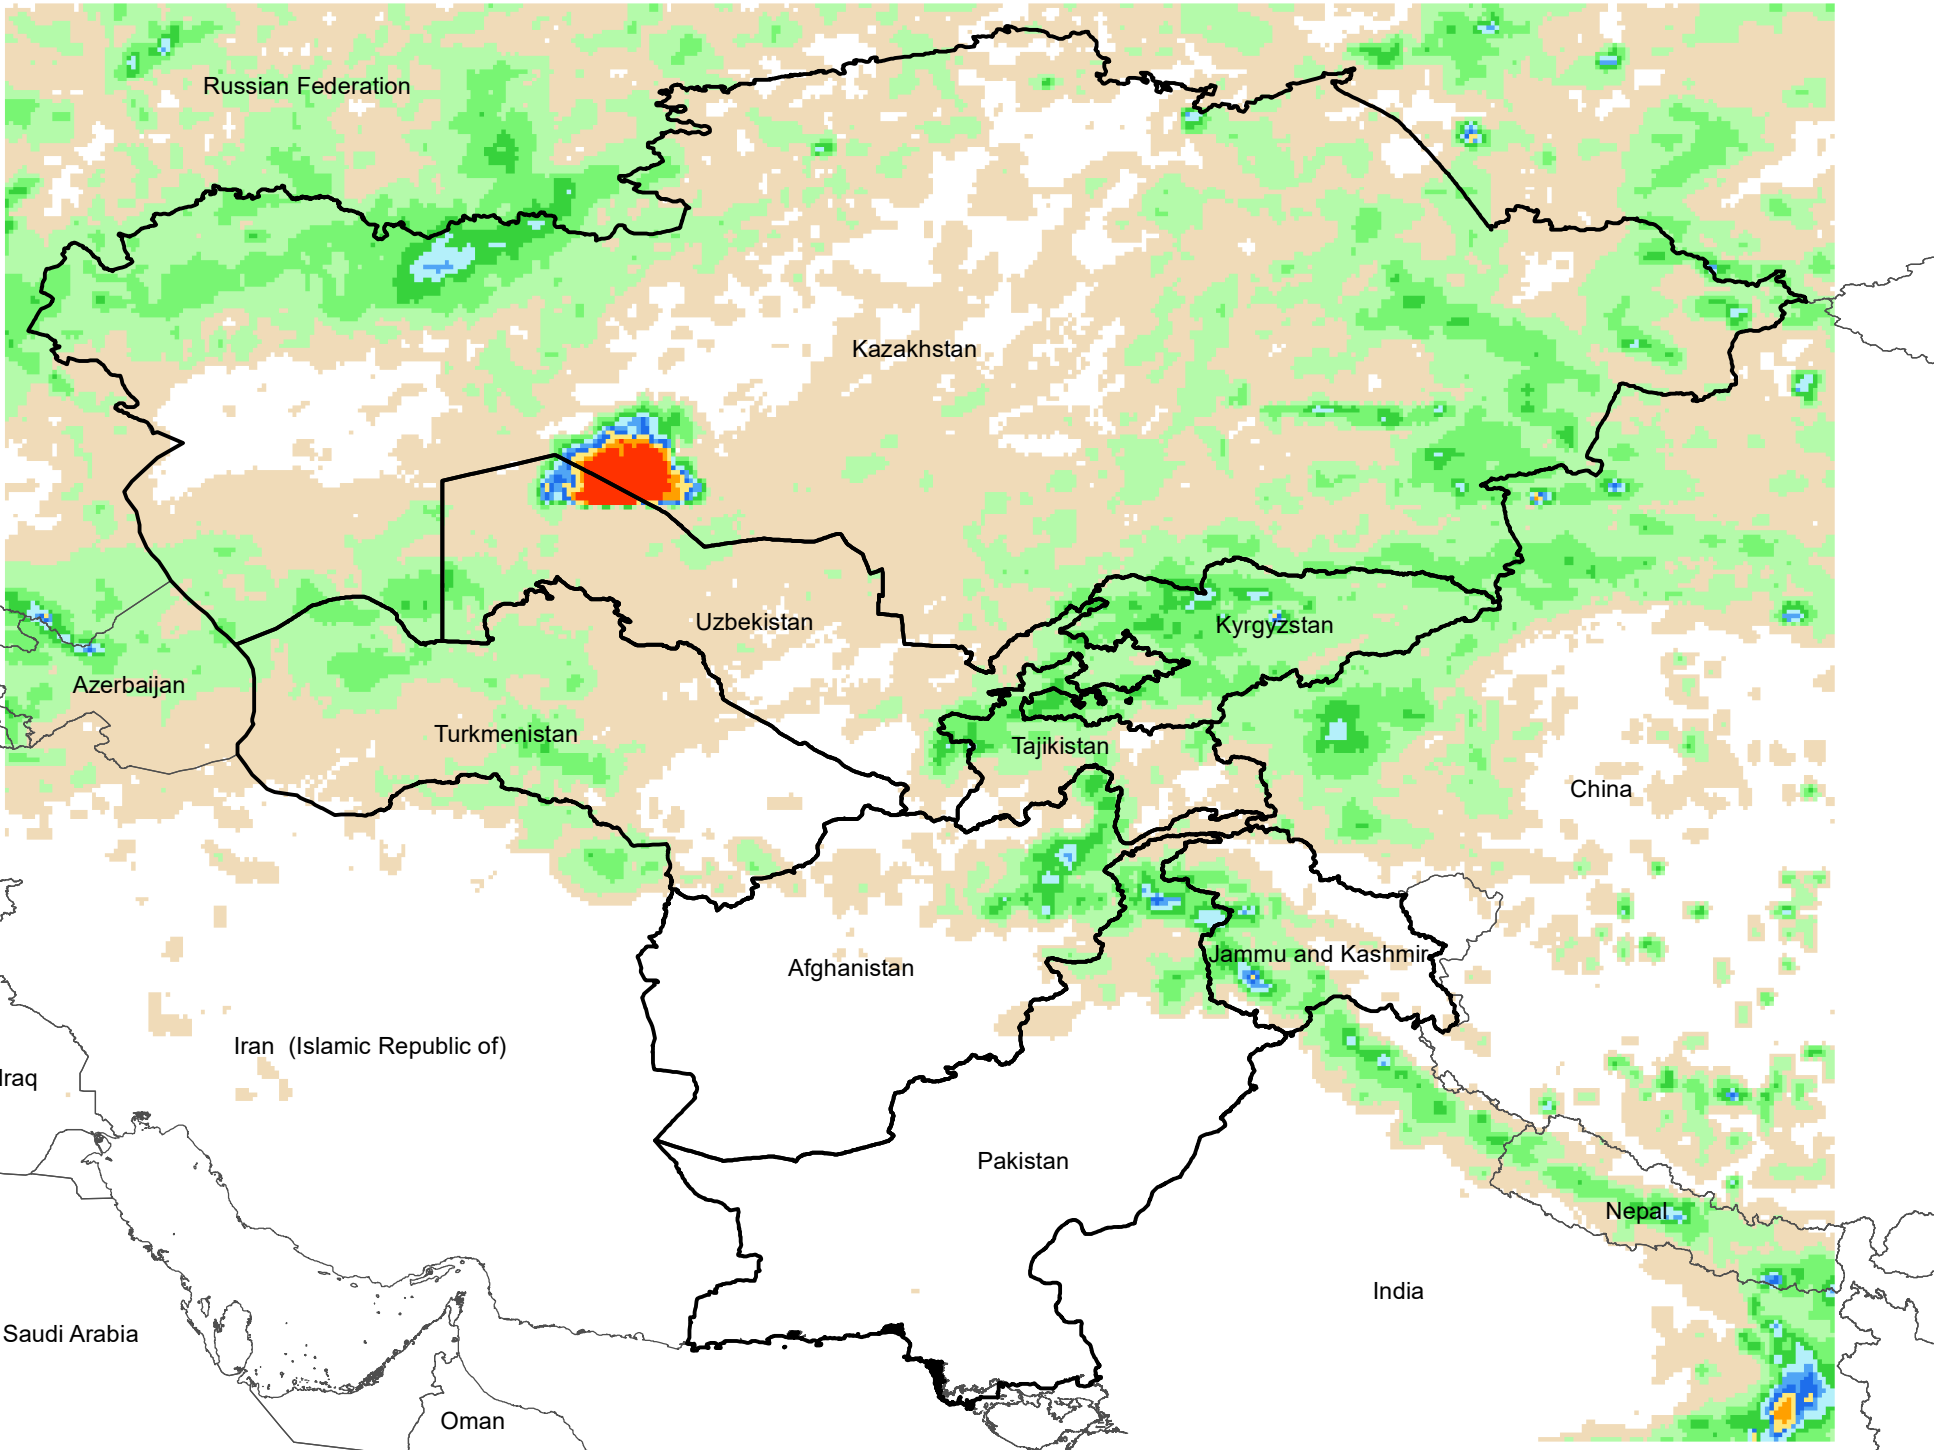 Russian Federation
Kazakhstan
Uzbekistan
Kyrgyzstan
Azerbaijan
Turkmenistan
Tajikistan
China
Jammu and Kashmir
Afghanistan
Iran  (Islamic Republic of)
Iraq
Pakistan
Nepal
India
Saudi Arabia
Oman